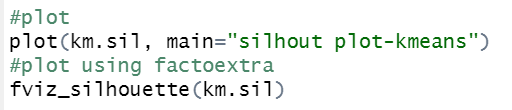 #plot
plot(km.sil, main="silhout plot-kmeans")
#plot using factoextra
fviz_silhouette(km.sil)